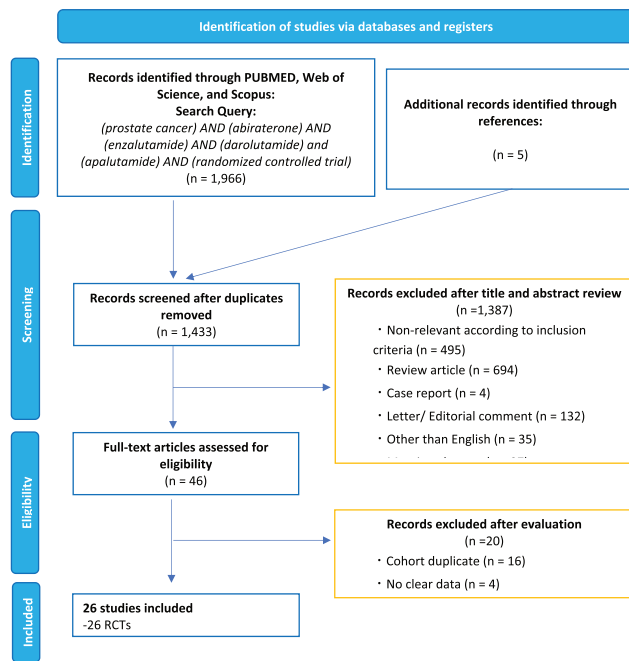 Identification of studies via databases and registers
Identification
Records identified through PUBMED, Web of
Science, and Scopus:
Search Query:
(prostate cancer) AND (abiraterone) AND
(enzalutamide) AND (darolutamide) and
(apalutamide) AND (randomized controlled trial)
(n = 1,966)
Additional records identified through
references:
(n = 5)
Screening
Records screened after duplicates
removed
(n = 1,433)
Records excluded after title and abstract review
(n =1,387)
・Non-relevant according to inclusion
criteria (n = 495)
・Review article (n = 694)
・Case report (n = 4)
・Letter/ Editorial comment (n = 132)
・Other than English (n = 35)
Eligibility
Full-text articles assessed for
eligibility
(n = 46)
Records excluded after evaluation
(n =20)
・Cohort duplicate (n = 16)
・No clear data (n = 4)
Included
26 studies included
-26 RCTs